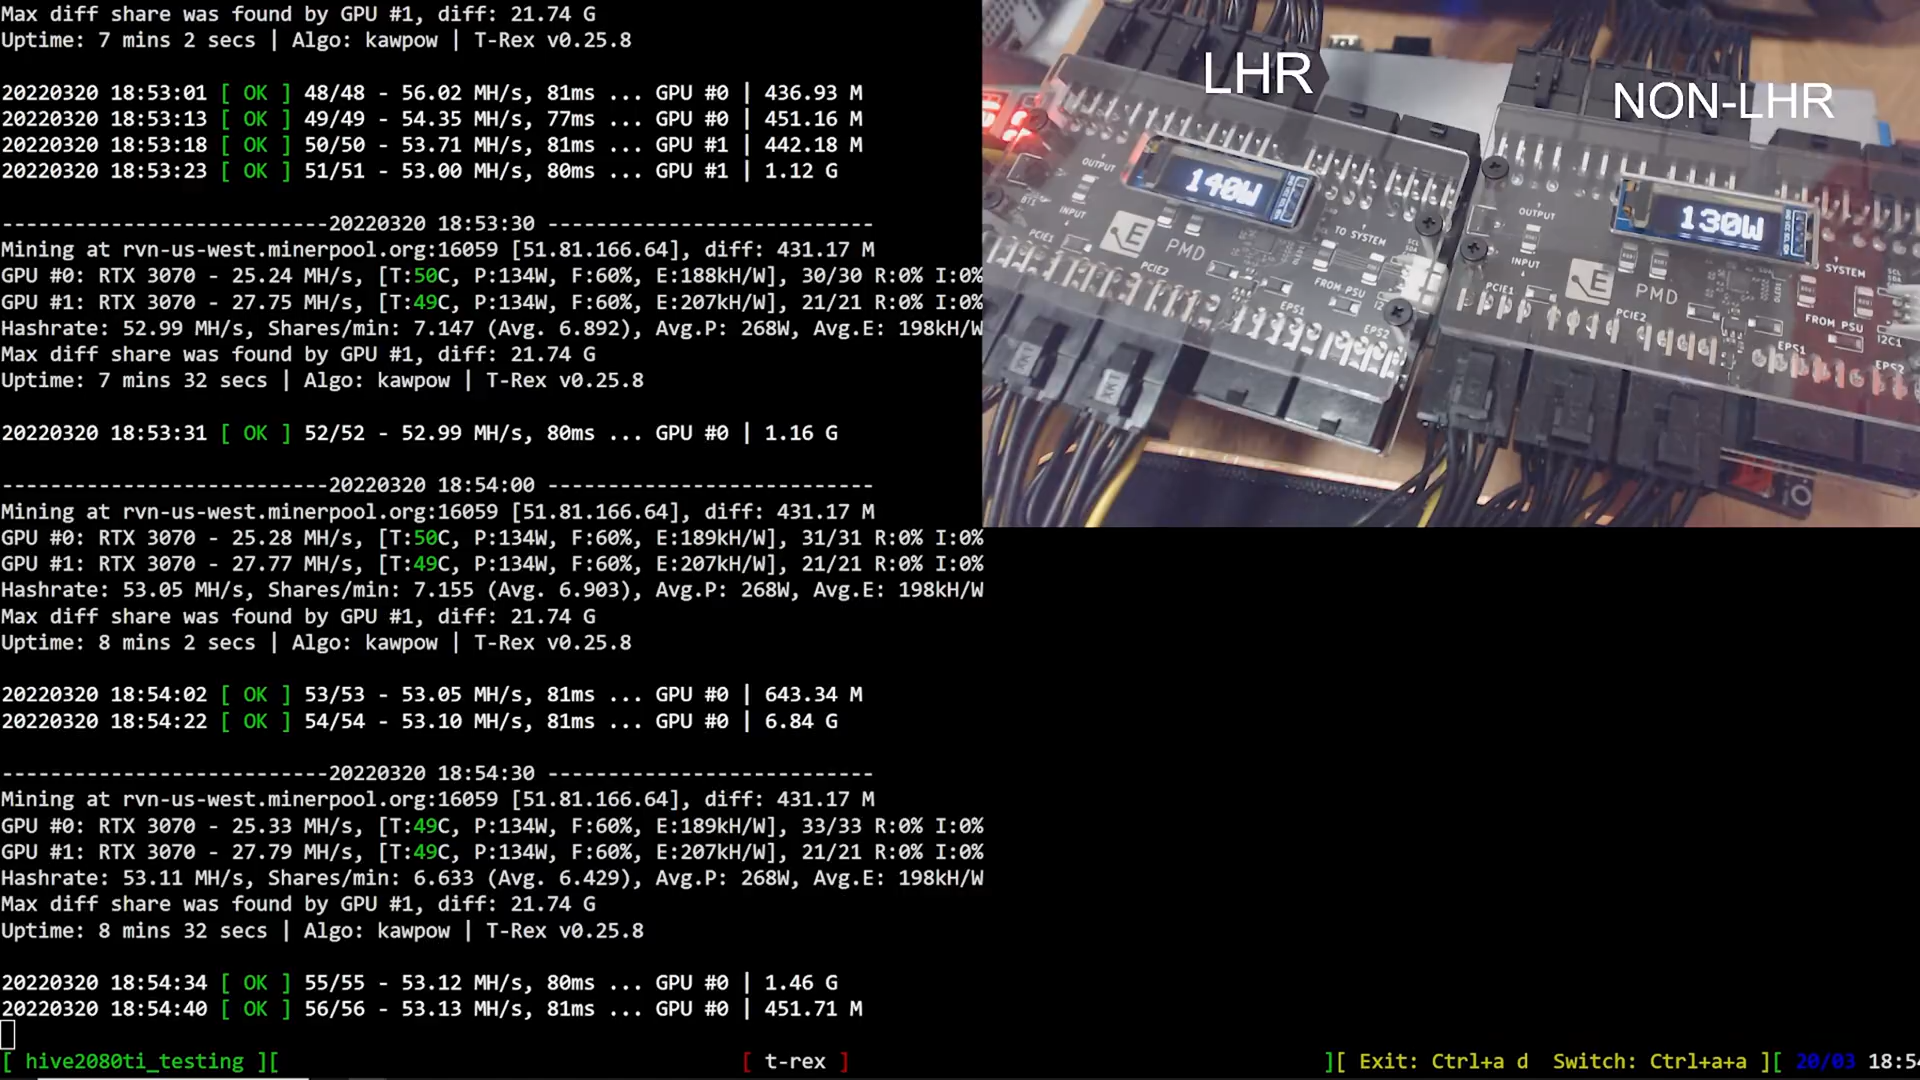 Max diff share was found by GPU #1, diff: 21.74 G
Uptime: 7 mins 2 secs | Algo: kawpow | T-Rex v0.25.8
20220320 18:53:01 [ OK ] 48/48 - 56.02 MH/s, 81ms ... GPU #0 | 436.93 M
20220320 18:53:13 [ OK ] 49/49 - 54.35 MH/s, 77ms ... GPU #0 | 451.16 M
20220320 18:53:18 [ OK ] 50/50 - 53.71 MH/s, 81ms ... GPU #1 | 442.18 M
20220320 18:53:23 [ OK ] 51/51 - 53.00 MH/s, 80ms ... GPU #1 | 1.12 G
---------------------------20220320 18:53:30 ---------------------------
Mining at rvn-us-west.minerpool.org:16059 [51.81.166.64], diff: 431.17 M
GPU #0: RTX 3070 - 25.24 MH/s, [T:50C, P:134W, F:60%, E:188kH/W], 30/30 R:0% I:0%
GPU #1: RTX 3070 - 27.75 MH/s, [T:49C, P:134W, F:60%, E:207kH/W], 21/21 R:0% I:0%
Hashrate: 52.99 MH/s, Shares/min: 7.147 (Avg. 6.892), Avg.P: 268W, Avg.E: 198kH/W
Max diff share was found by GPU #1, diff: 21.74 G
Uptime: 7 mins 32 secs | Algo: kawpow | T-Rex v0.25.8
20220320 18:53:31 [ OK ] 52/52 - 52.99 MH/s, 80ms ... GPU #0 | 1.16 G
---------------------------20220320 18:54:00 ---------------------------
Mining at rvn-us-west.minerpool.org:16059 [51.81.166.64], diff: 431.17 M
GPU #0: RTX 3070 - 25.28 MH/s, [T:50C, P:134W, F:60%, E:189kH/W], 31/31 R:0% I:0%
GPU #1: RTX 3070 - 27.77 MH/s, [T:49C, P:134W, F:60%, E:207kH/W], 21/21 R:0% I:0%
Hashrate: 53.05 MH/s, Shares/min: 7.155 (Avg. 6.903), Avg.P: 268W, Avg.E: 198kH/W
Max diff share was found by GPU #1, diff: 21.74 G
Uptime: 8 mins 2 secs | Algo: kawpow | T-Rex v0.25.8
20220320 18:54:02 [ OK ] 53/53 - 53.05 MH/s, 81ms ... GPU #0 | 643.34 M
20220320 18:54:22 [ OK ] 54/54 - 53.10 MH/s, 81ms ... GPU #0 | 6.84 G
---------------------------20220320 18:54:30 ---------------------------
Mining at rvn-us-west.minerpool.org:16059 [51.81.166.64], diff: 431.17 M
GPU #0: RTX 3070 - 25.33 MH/s, [T:49C, P:134W, F:60%, E:189kH/W], 33/33 R:0% I:0%
GPU #1: RTX 3070 - 27.79 MH/s, [T:49C, P:134W, F:60%, E:207kH/W], 21/21 R:0% I:0%
Hashrate: 53.11 MH/s, Shares/min: 6.633 (Avg. 6.429), Avg.P: 268W, Avg.E: 198kH/W
Max diff share was found by GPU #1, diff: 21.74 G
Uptime: 8 mins 32 secs | Algo: kawpow | T-Rex v0.25.8
20220320 18:54:34 [ OK ] 55/55 - 53.12 MH/s, 80ms ... GPU #0 | 1.46 G
20220320 18:54:40 [ OK ] 56/56 - 53.13 MH/s, 81ms ... GPU #0 | 451.71 M
[ hive2080ti_testing ][ [ t-rex ] ][ Exit: Ctrl+a d Switch: Ctrl+a+a ][ 20/03 18:54
LHR
OUTPUT
140W
INPUT
PMD
TO SYSTEM
PCIE1
PCIE2
FROM PSU
EPS1
EPS2
NON-LHR
OUTPUT
130W
INPUT
PMD
SYSTEM
PCIE1
PCIE2
FROM PSU
I2C1
EPS1
EPS2